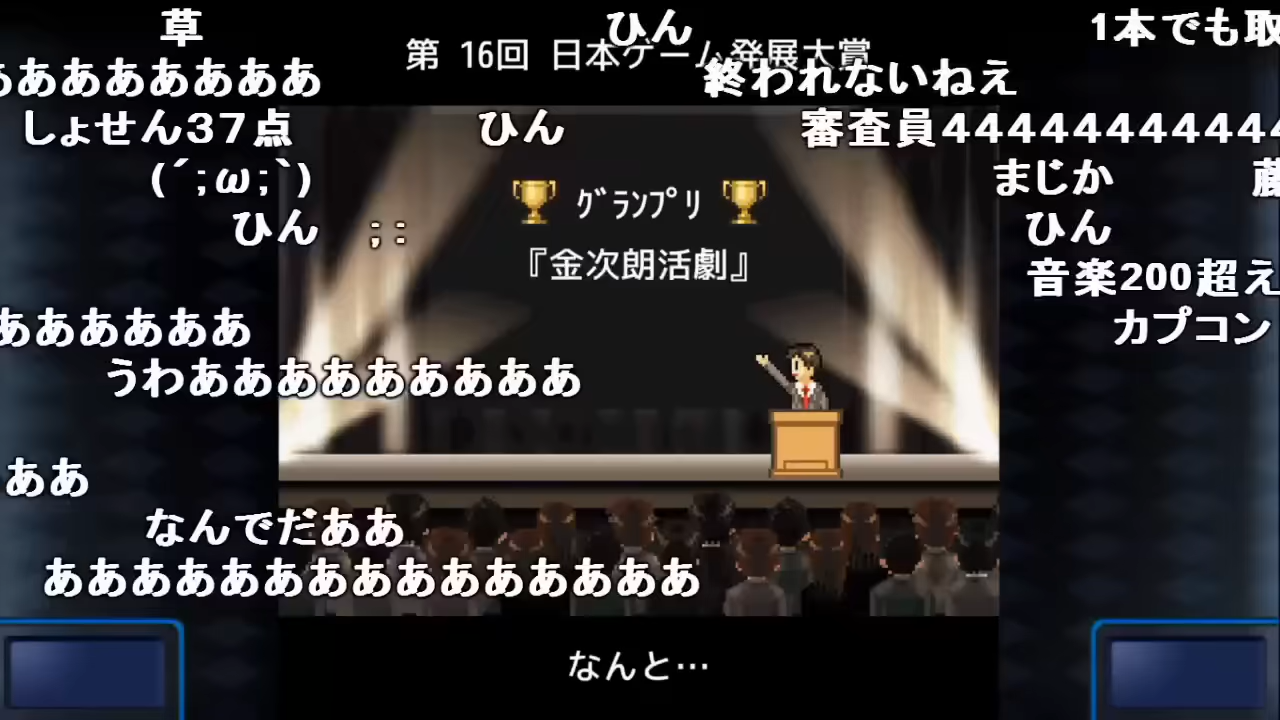 草
ひん
1本でも取
第 16回 日本ゲーム発展大賞
ああああああああ
終われないねえ
しょせん37点
ひん
審査員44444444444
(´;ω;`)
まじか
藤
ｸﾞﾗﾝﾌﾟﾘ
ひん
;:
ひん
『金次朗活劇』
音楽200超え
ああああああ
カプコン
うわあああああああああ
ああ
なんでだああ
あああああああああああああああ
なんと…